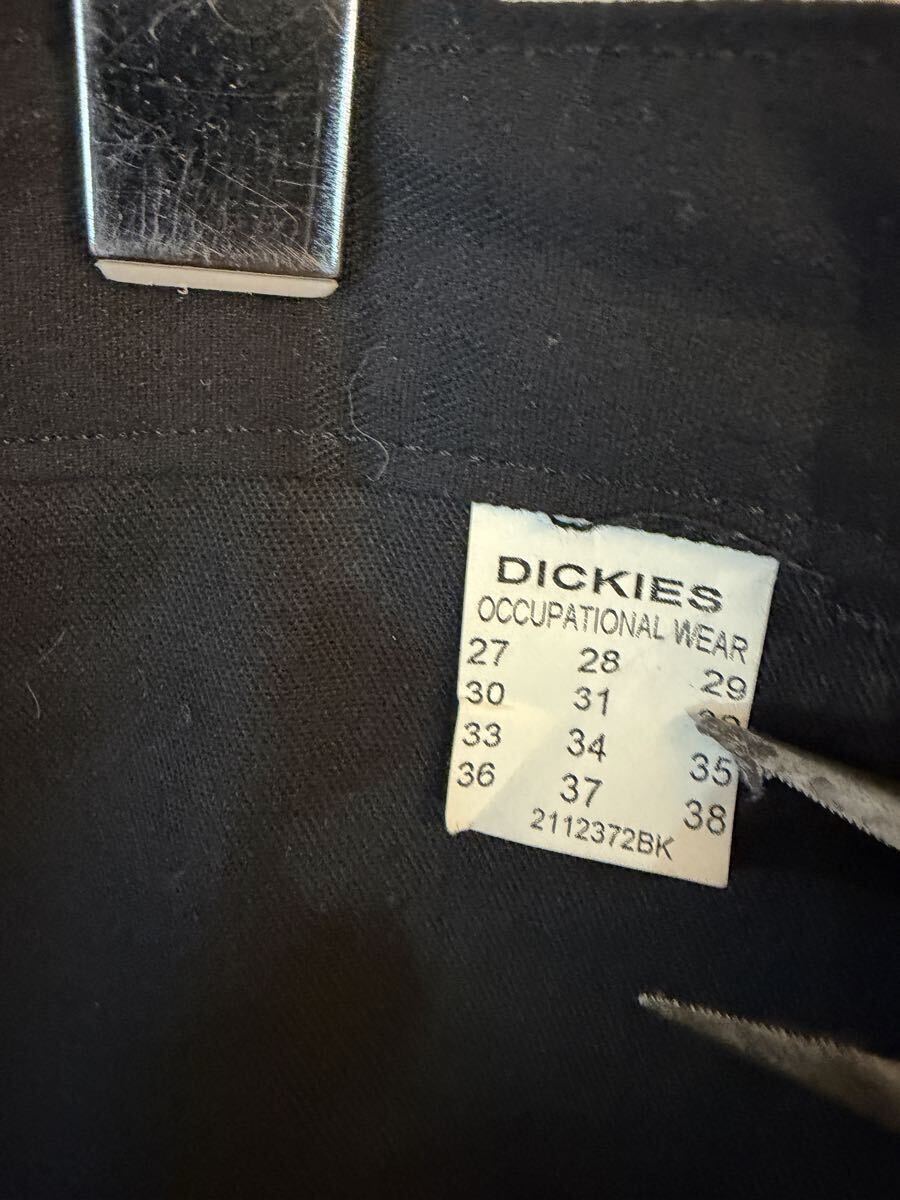 DICKIES
OCCUPATIONAL WEAR
27 28 29
30 31
33 34 35
36 37 38
2112372BK